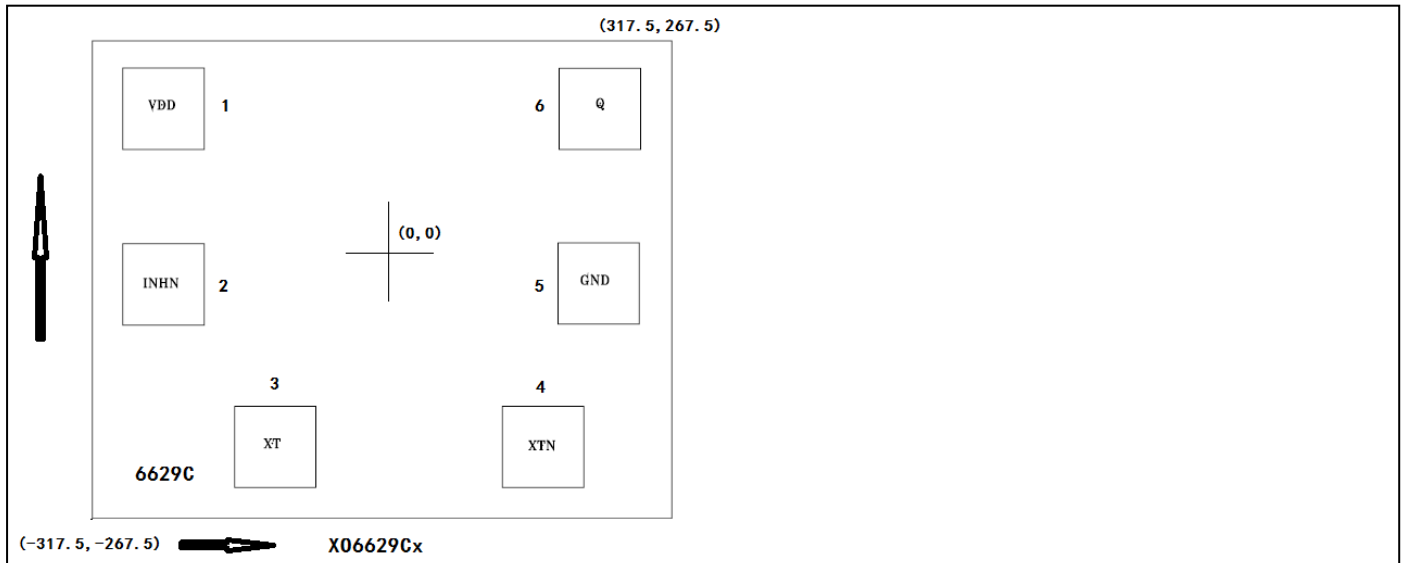 (317.5, 267.5)
VDD 1 6 Q
(0, 0)
INHN 2 5 GND
3 4
XT XTN
6629C
(-317.5, -267.5) XO6629Cx